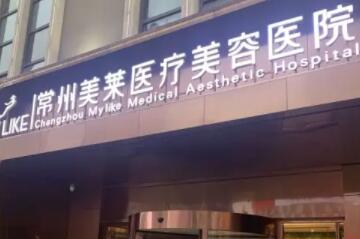 LIKE
常州美莱医疗美容医院
Changzhou Mylike Medical Aesthetic Hospital